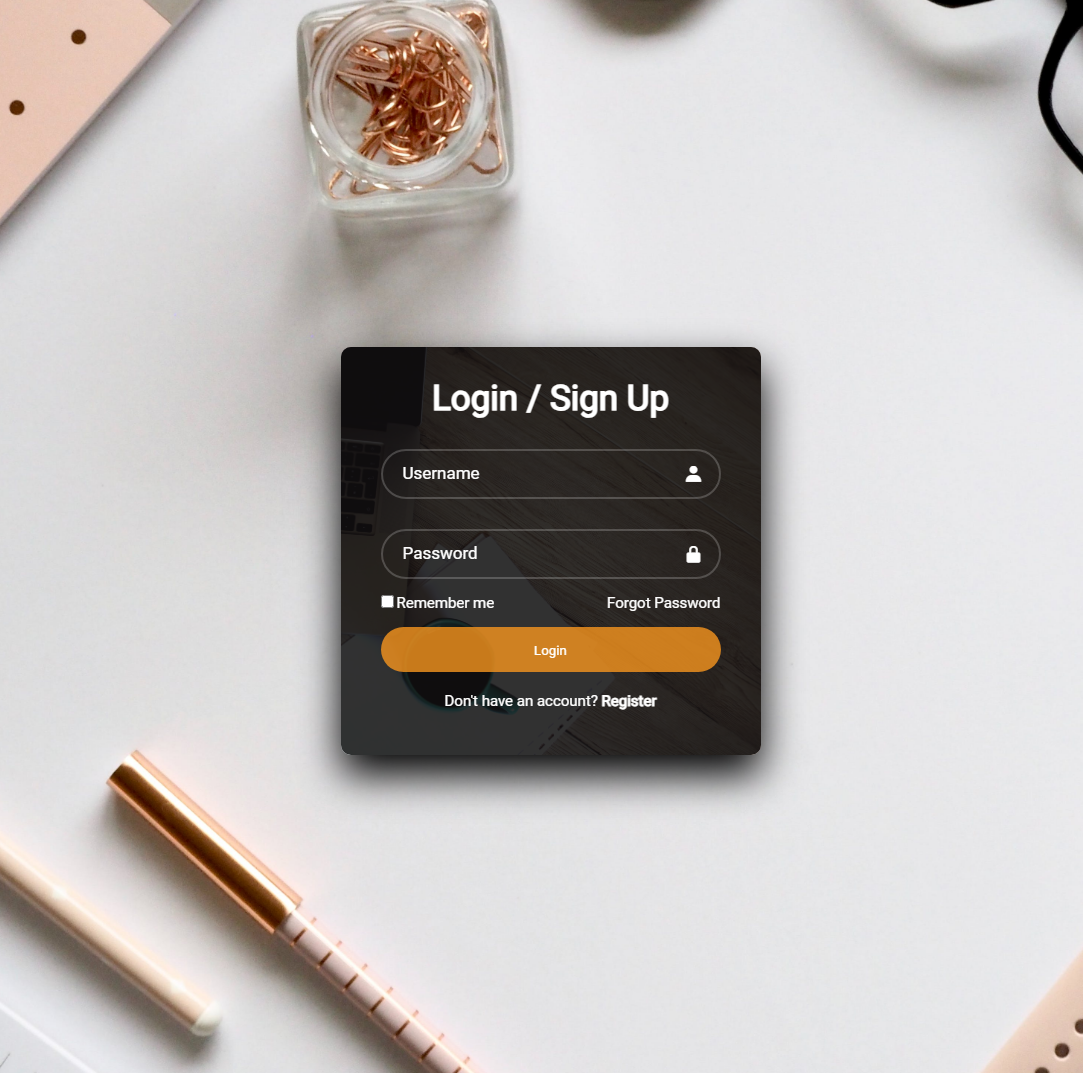 Login / Sign Up
Username
Password
Remember me
Forgot Password
Login
Don't have an account? Register